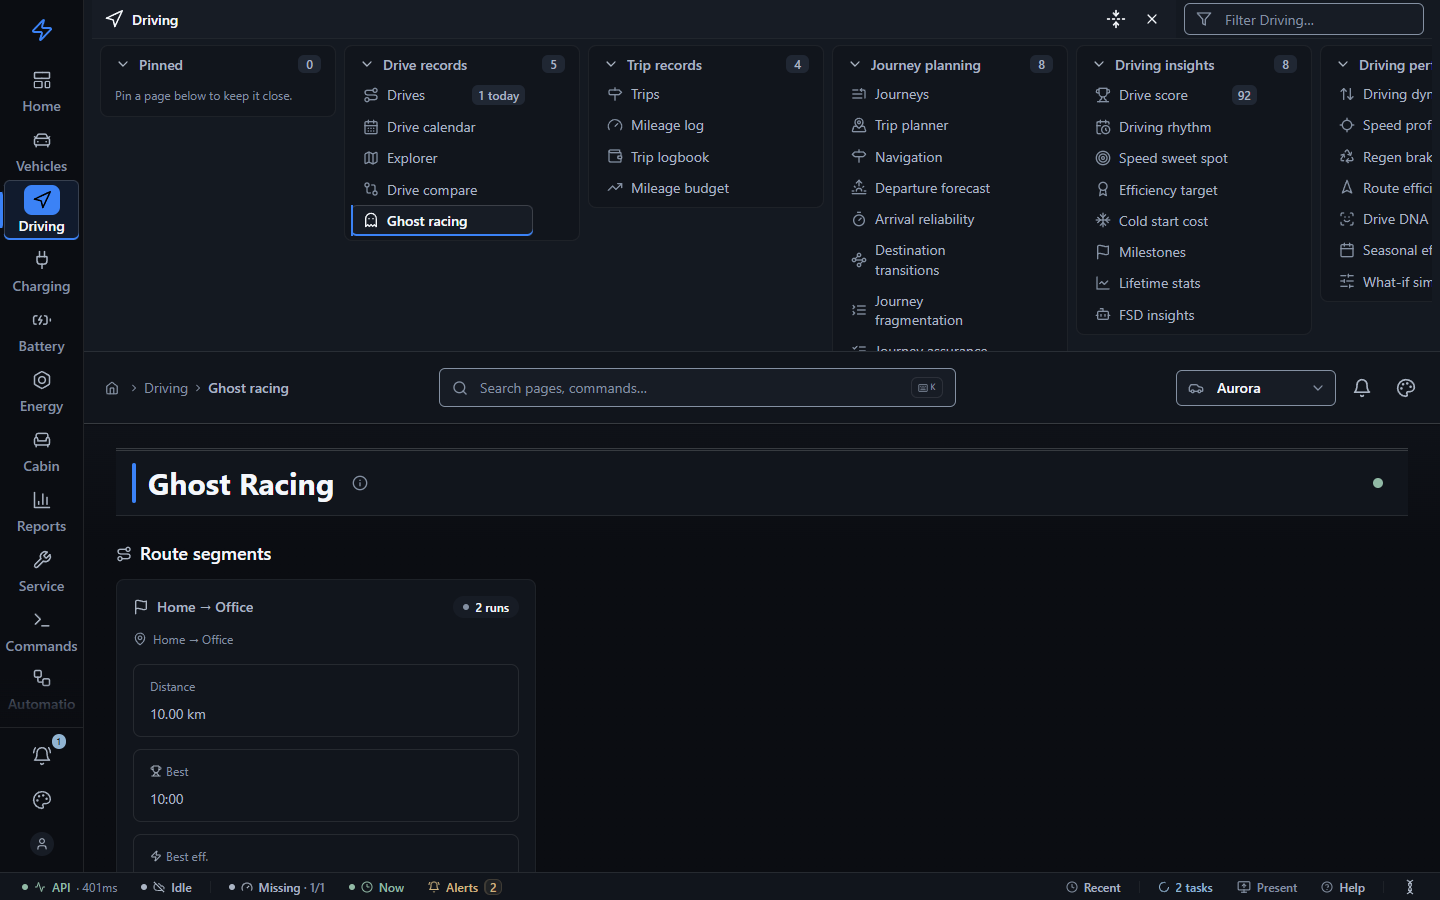 Home
Vehicles
Driving
Charging
Battery
Energy
Cabin
Reports
Service
Commands
Automatio
1
Driving
Filter Driving...
Pinned 0
Pin a page below to keep it close.
Drive records 5
Drives 1 today
Drive calendar
Explorer
Drive compare
Ghost racing
Trip records 4
Trips
Mileage log
Trip logbook
Mileage budget
Journey planning 8
Journeys
Trip planner
Navigation
Departure forecast
Arrival reliability
Destination
transitions
Journey
fragmentation
Journey assurance
Driving insights 8
Drive score 92
Driving rhythm
Speed sweet spot
Efficiency target
Cold start cost
Milestones
Lifetime stats
FSD insights
Driving per
Driving dyn
Speed prof
Regen brak
Route effici
Drive DNA
Seasonal ef
What-if sim
Driving Ghost racing
Search pages, commands... K
Aurora
Ghost Racing
Route segments
Home → Office 2 runs
Home → Office
Distance
10.00 km
Best
10:00
Best eff.
API · 401ms Idle Missing · 1/1 Now Alerts 2 Recent 2 tasks Present Help